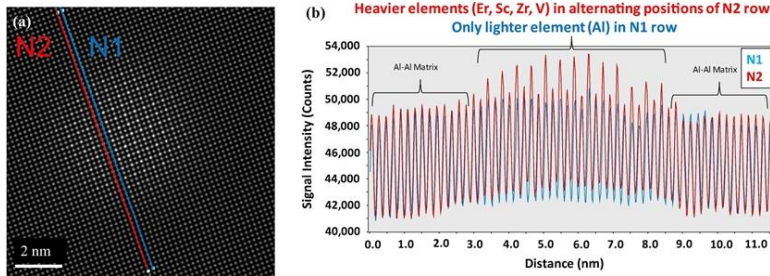 (a)
N2 N1
2 nm
(b)
Heavier elements (Er, Sc, Zr, V) in alternating positions of N2 row
Only lighter element (Al) in N1 row
54,000
52,000
50,000
48,000
46,000
44,000
42,000
40,000
Signal Intensity (Counts)
Al-Al Matrix
Al-Al Matrix
N1
N2
0.0 1.0 2.0 3.0 4.0 5.0 6.0 7.0 8.0 9.0 10.0 11.0
Distance (nm)